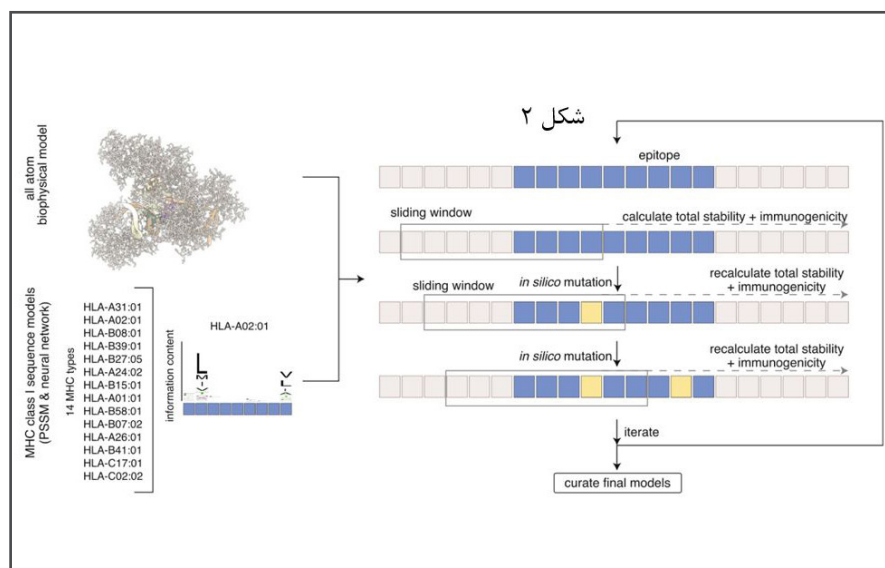 شکل ۲
all atom
biophysical model
MHC class I sequence models
(PSSM & neural network)
14 MHC types
HLA-A31:01
HLA-A02:01
HLA-B08:01
HLA-B39:01
HLA-B27:05
HLA-A24:02
HLA-B15:01
HLA-A01:01
HLA-B58:01
HLA-B07:02
HLA-A26:01
HLA-B41:01
HLA-C17:01
HLA-C02:02
information content
HLA-A02:01
epitope
sliding window
calculate total stability + immunogenicity
sliding window
in silico mutation
recalculate total stability
+ immunogenicity
in silico mutation
recalculate total stability
+ immunogenicity
iterate
curate final models